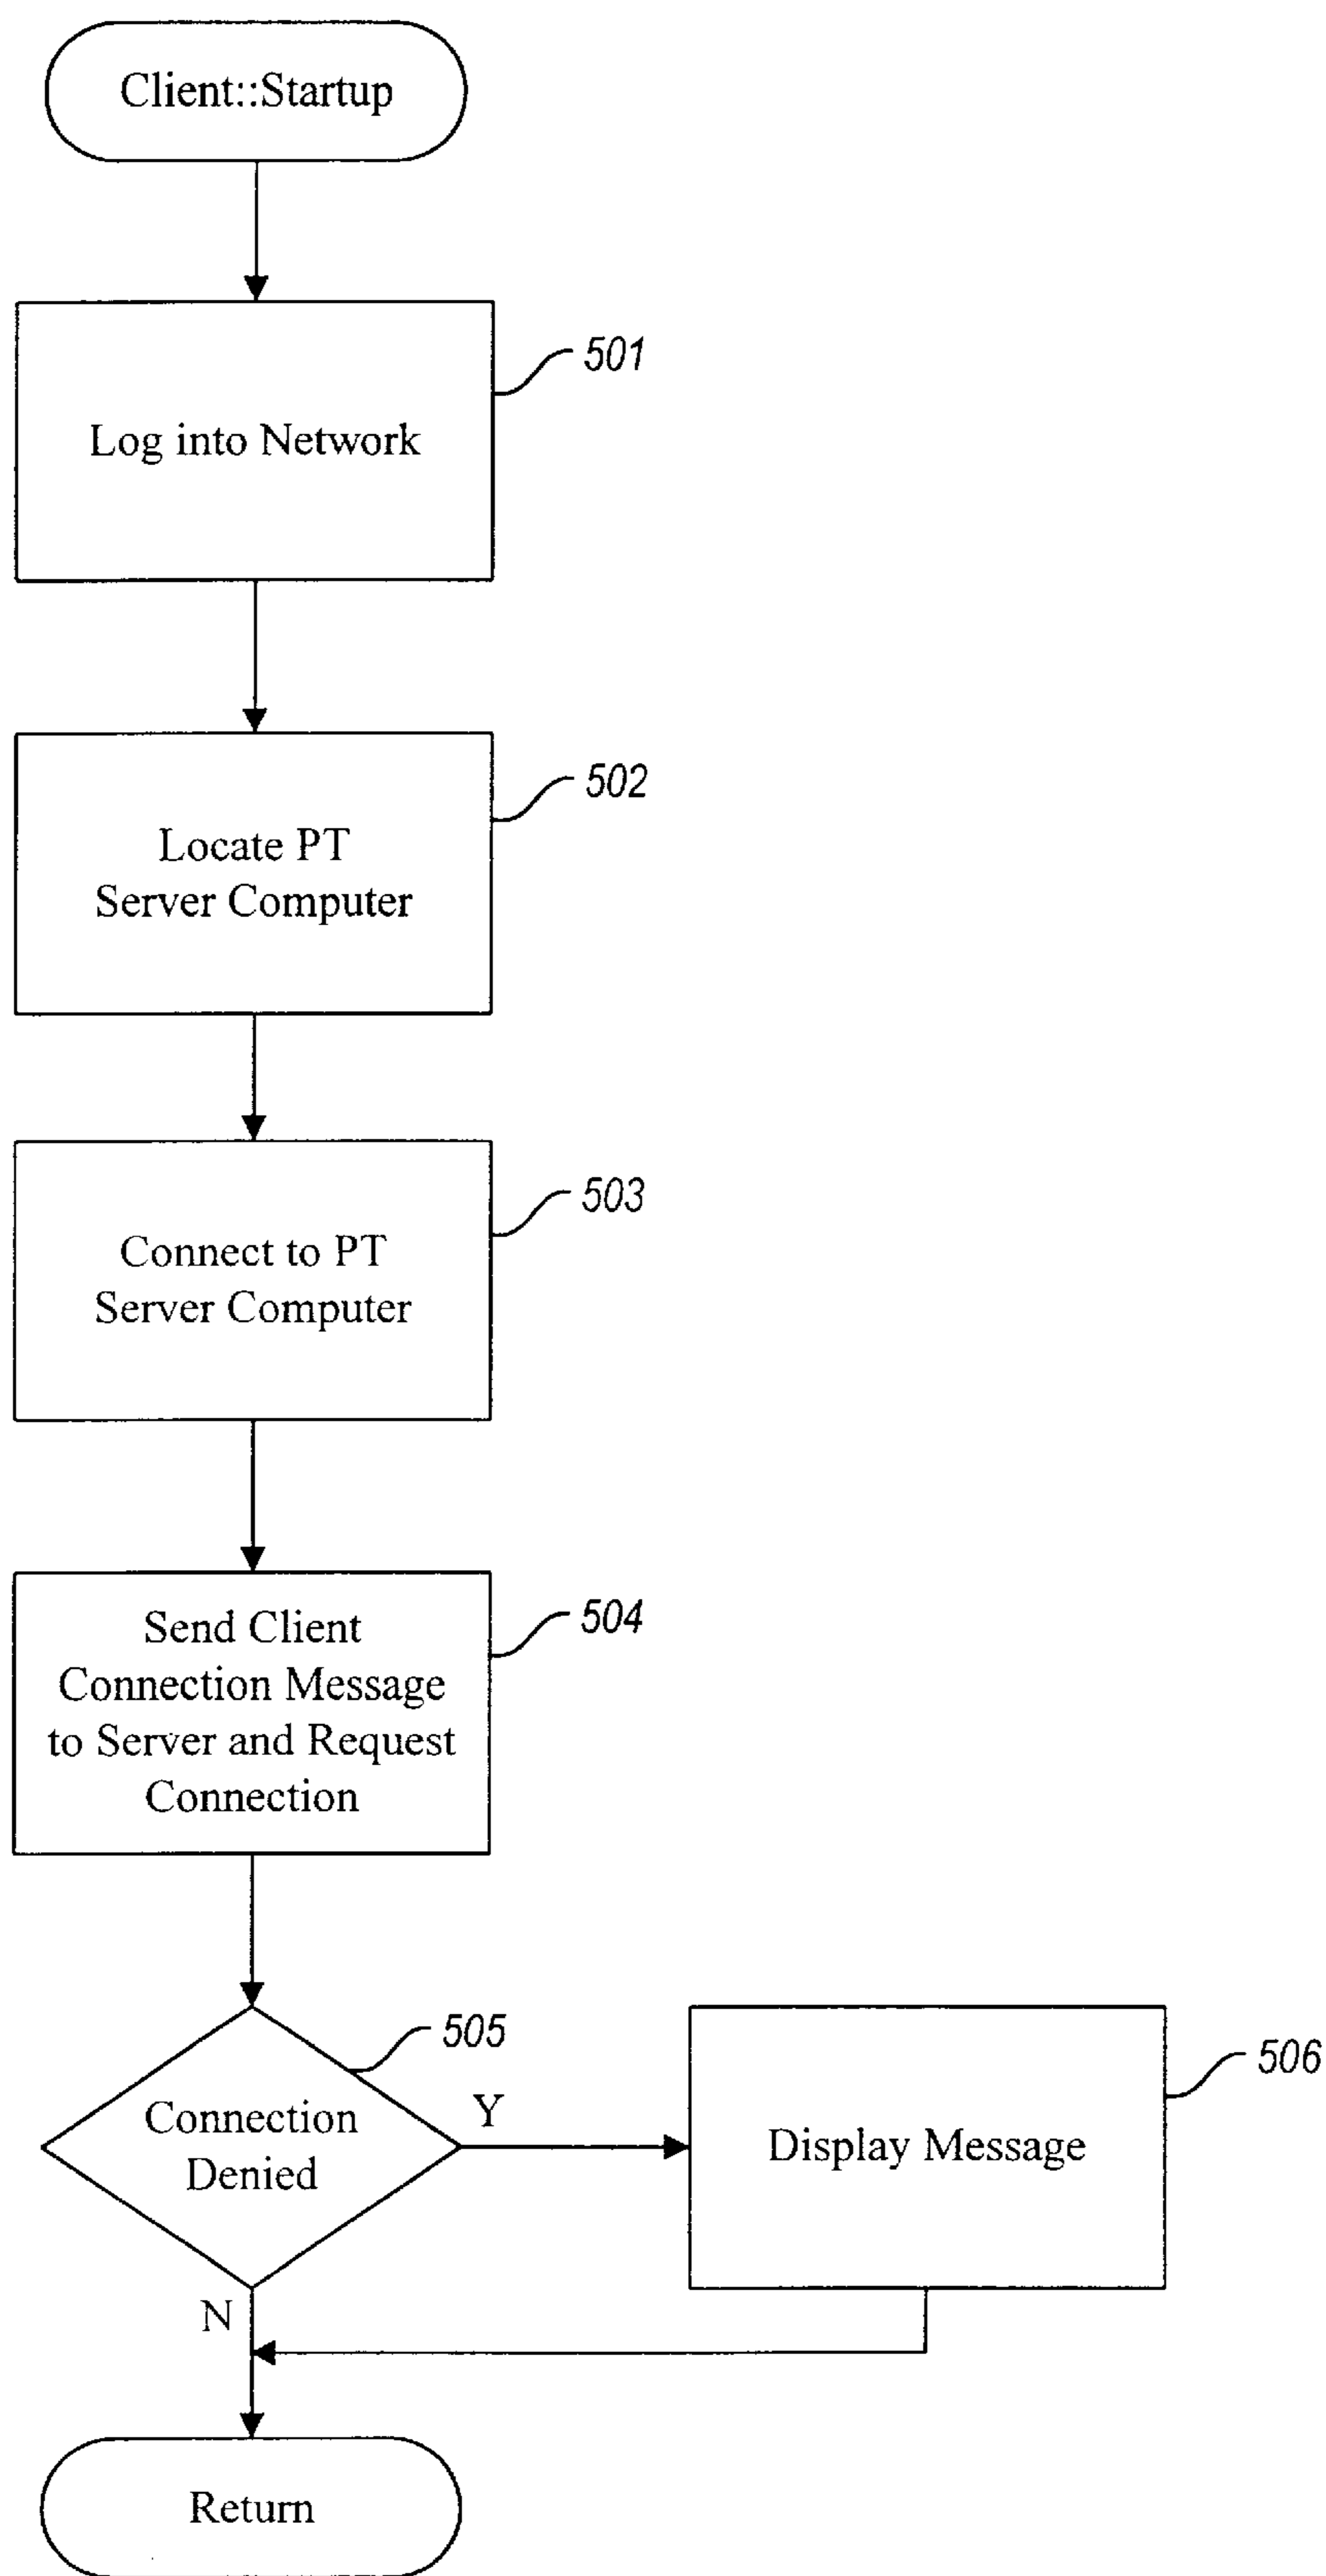 Client::Startup
501
Log into Network
502
Locate PT
Server Computer
503
Connect to PT
Server Computer
504
Send Client
Connection Message
to Server and Request
Connection
505
Connection
Denied
Y
506
Display Message
N
Return